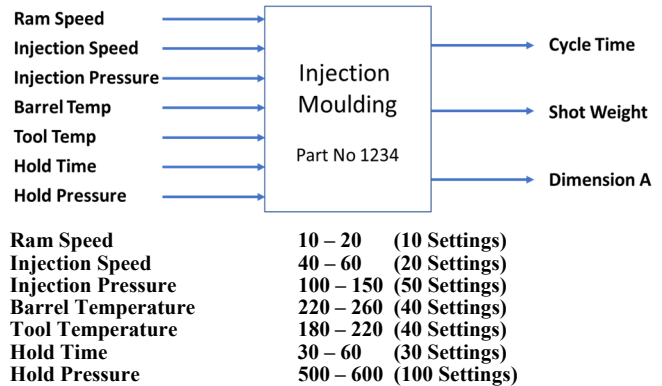 Ram Speed
Injection Speed
Injection Pressure
Barrel Temp
Tool Temp
Hold Time
Hold Pressure
Injection
Moulding
Part No 1234
Cycle Time
Shot Weight
Dimension A
Ram Speed 10 – 20 (10 Settings)
Injection Speed 40 – 60 (20 Settings)
Injection Pressure 100 – 150 (50 Settings)
Barrel Temperature 220 – 260 (40 Settings)
Tool Temperature 180 – 220 (40 Settings)
Hold Time 30 – 60 (30 Settings)
Hold Pressure 500 – 600 (100 Settings)